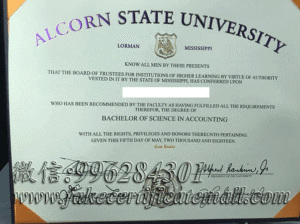 ALCORN STATE UNIVERSITY
LORMAN MISSISSIPPI
KNOW ALL MEN BY THESE PRESENTS
THAT THE BOARD OF TRUSTEES FOR INSTITUTIONS OF HIGHER LEARNING BY VIRTUE OF AUTHORITY
VESTED IN IT BY THE STATE OF MISSISSIPPI, HAS CONFERRED UPON
WHO HAS BEEN RECOMMENDED BY THE FACULTY AS HAVING FULFILLED ALL THE REQUIREMENTS
THEREFOR, THE DEGREE OF
BACHELOR OF SCIENCE IN ACCOUNTING
WITH ALL THE RIGHTS, PRIVILEGES AND HONORS THEREUNTO PERTAINING
GIVEN THIS FIFTH DAY OF MAY, TWO THOUSAND AND EIGHTEEN.
微信:996284301
www.fakecertificatemall.com